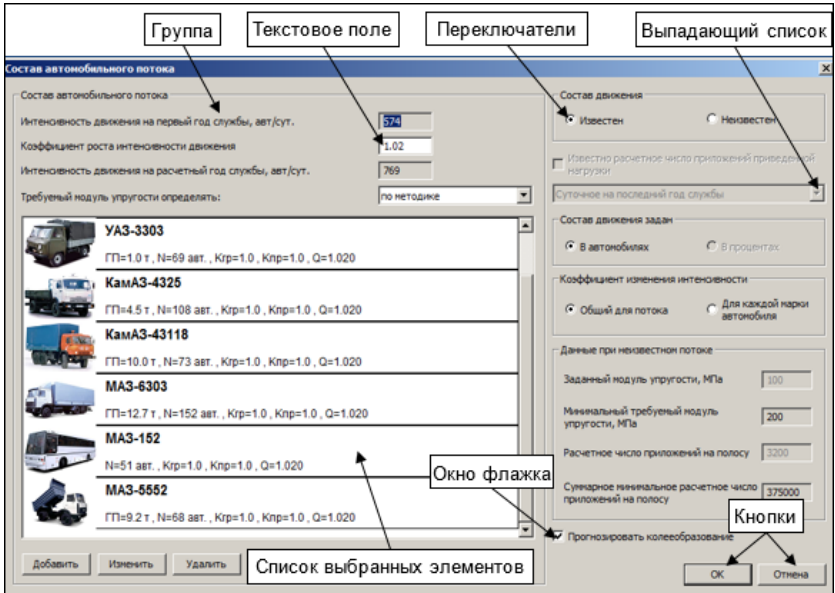 Группа
Текстовое поле
Переключатели
Выпадающий список
Состав автомобильного потока
Состав автомобильного потока
Интенсивность движения на первый год службы, авт/сут.
574
Коэффициент роста интенсивности движения
1.02
Интенсивность движения на расчетный год службы, авт/сут.
769
Требуемый модуль упругости определять:
по методике
УАЗ-3303
ГП=1.0 т , N=69 авт. , Кгр=1.0 , Кпр=1.0 , Q=1.020
КамАЗ-4325
ГП=4.5 т , N=108 авт. , Кгр=1.0 , Кпр=1.0 , Q=1.020
КамАЗ-43118
ГП=10.0 т , N=73 авт. , Кгр=1.0 , Кпр=1.0 , Q=1.020
МАЗ-6303
ГП=12.7 т , N=152 авт. , Кгр=1.0 , Кпр=1.0 , Q=1.020
МАЗ-152
N=51 авт. , Кгр=1.0 , Кпр=1.0 , Q=1.020
МАЗ-5552
ГП=9.2 т , N=68 авт. , Кгр=1.0 , Кпр=1.0 , Q=1.020
Добавить
Изменить
Удалить
Список выбранных элементов
Состав движения
Известен
Неизвестен
Известно расчетное число приложений приведенной
нагрузки
Суточное на последний год службы
Состав движения задан
В автомобилях
В процентах
Коэффициент изменения интенсивности
Общий для потока
Для каждой марки
автомобиля
Данные при неизвестном потоке
Заданный модуль упругости, МПа
100
Минимальный требуемый модуль
упругости, МПа
200
Расчетное число приложений на полосу
3200
Окно флажка
Суммарное минимальное расчетное число
приложений на полосу
375000
Кнопки
Прогнозировать колееобразование
OK
Отмена